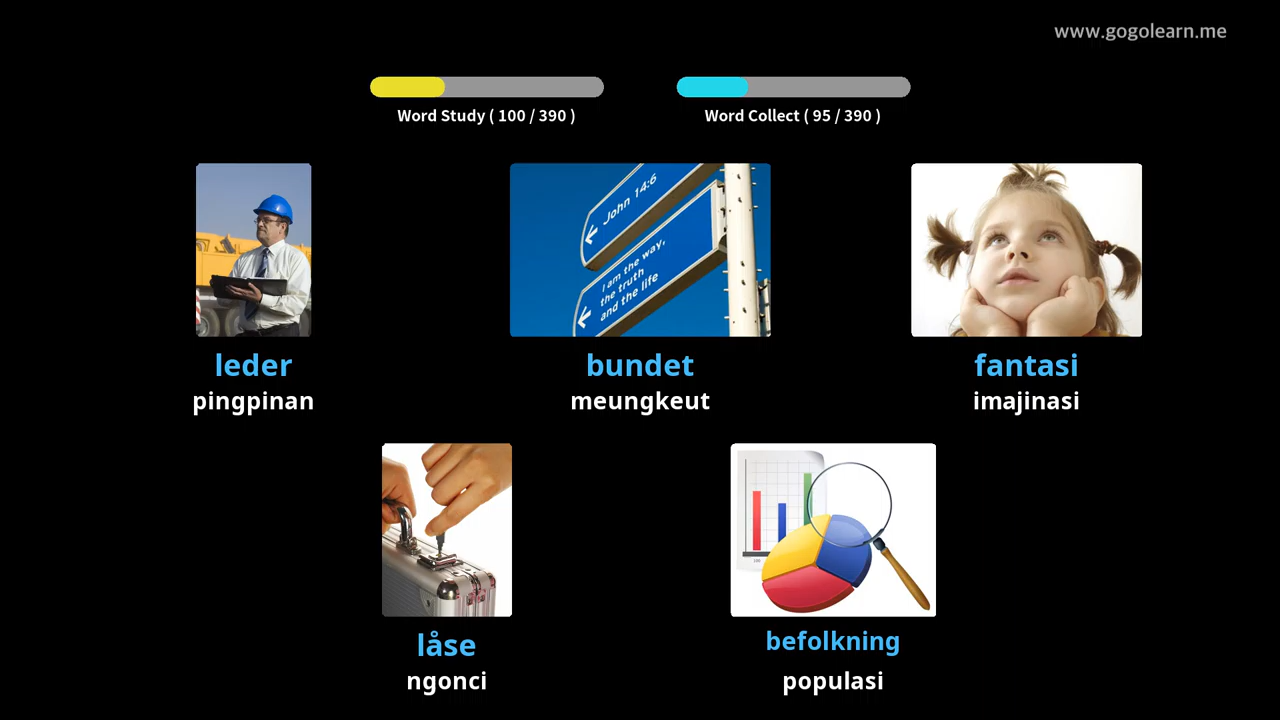 www.gogolearn.me
Word Study ( 100 / 390 )
Word Collect ( 95 / 390 )
John 14:6
I am the way,
the truth
and the life
leder
pingpinan
bundet
meungkeut
fantasi
imajinasi
låse
ngonci
befolkning
populasi